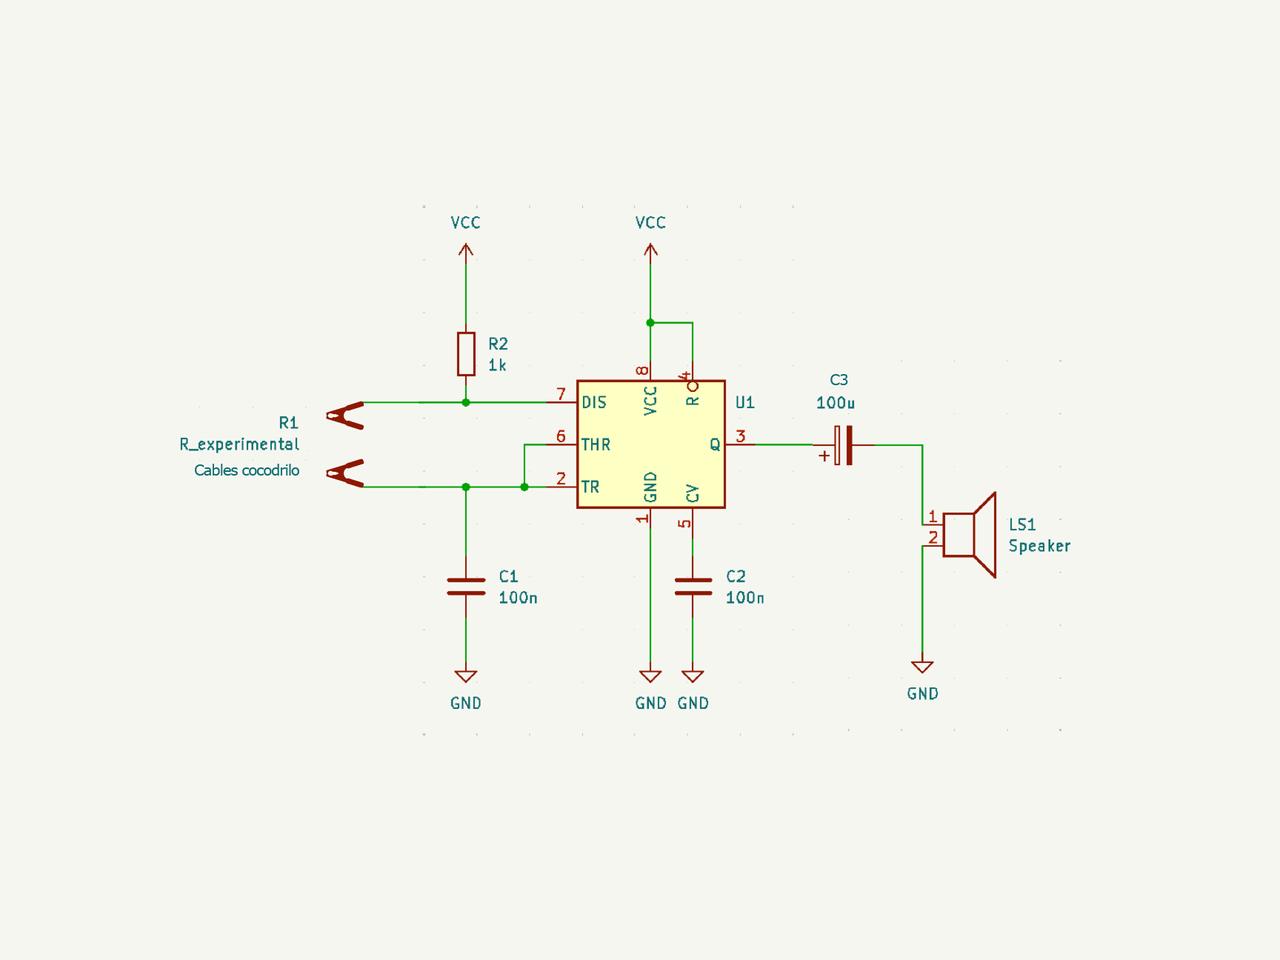 VCC
VCC
R2
1k
8
4
C3
100u
7
DIS
VCC
R
U1
R1
R_experimental
Cables cocodrilo
6
THR
Q
3
+
2
TR
GND
CV
1
5
1
2
LS1
Speaker
C1
100n
C2
100n
GND
GND
GND
GND